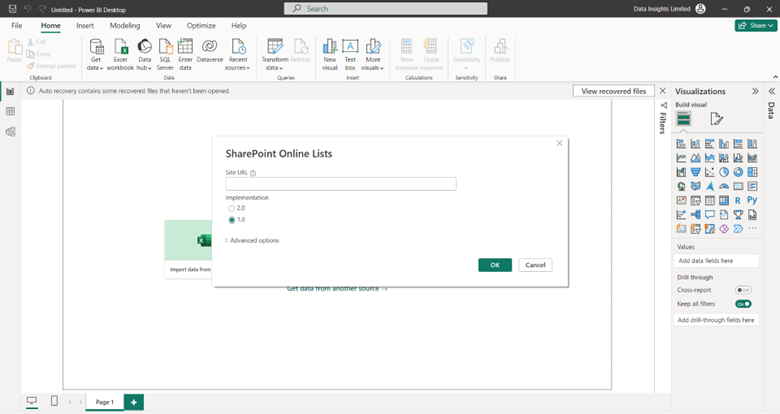 Untitled - Power BI Desktop
Search
Data Insights Limited
File Home Insert Modeling View Optimize Help
Share
Paste
Cut
Copy
Format painter
Clipboard
Get data
Excel workbook
Data hub
SQL Server
Enter data
Dataverse
Recent sources
Data
Transform data
Refresh
Queries
New visual
Text box
More visuals
Insert
New measure
Quick measure
Calculations
Sensitivity
Sensitivity
Publish
Share
Auto recovery contains some recovered files that haven't been opened.
View recovered files
Filters
Visualizations
Build visual
Data
SharePoint Online Lists
Site URL
Implementation
2.0
1.0
Advanced options
OK
Cancel
Import data from
Get data from another source →
R
Py
Values
Add data fields here
Drill through
Cross-report
Off
Keep all filters
On
Add drill-through fields here
Page 1